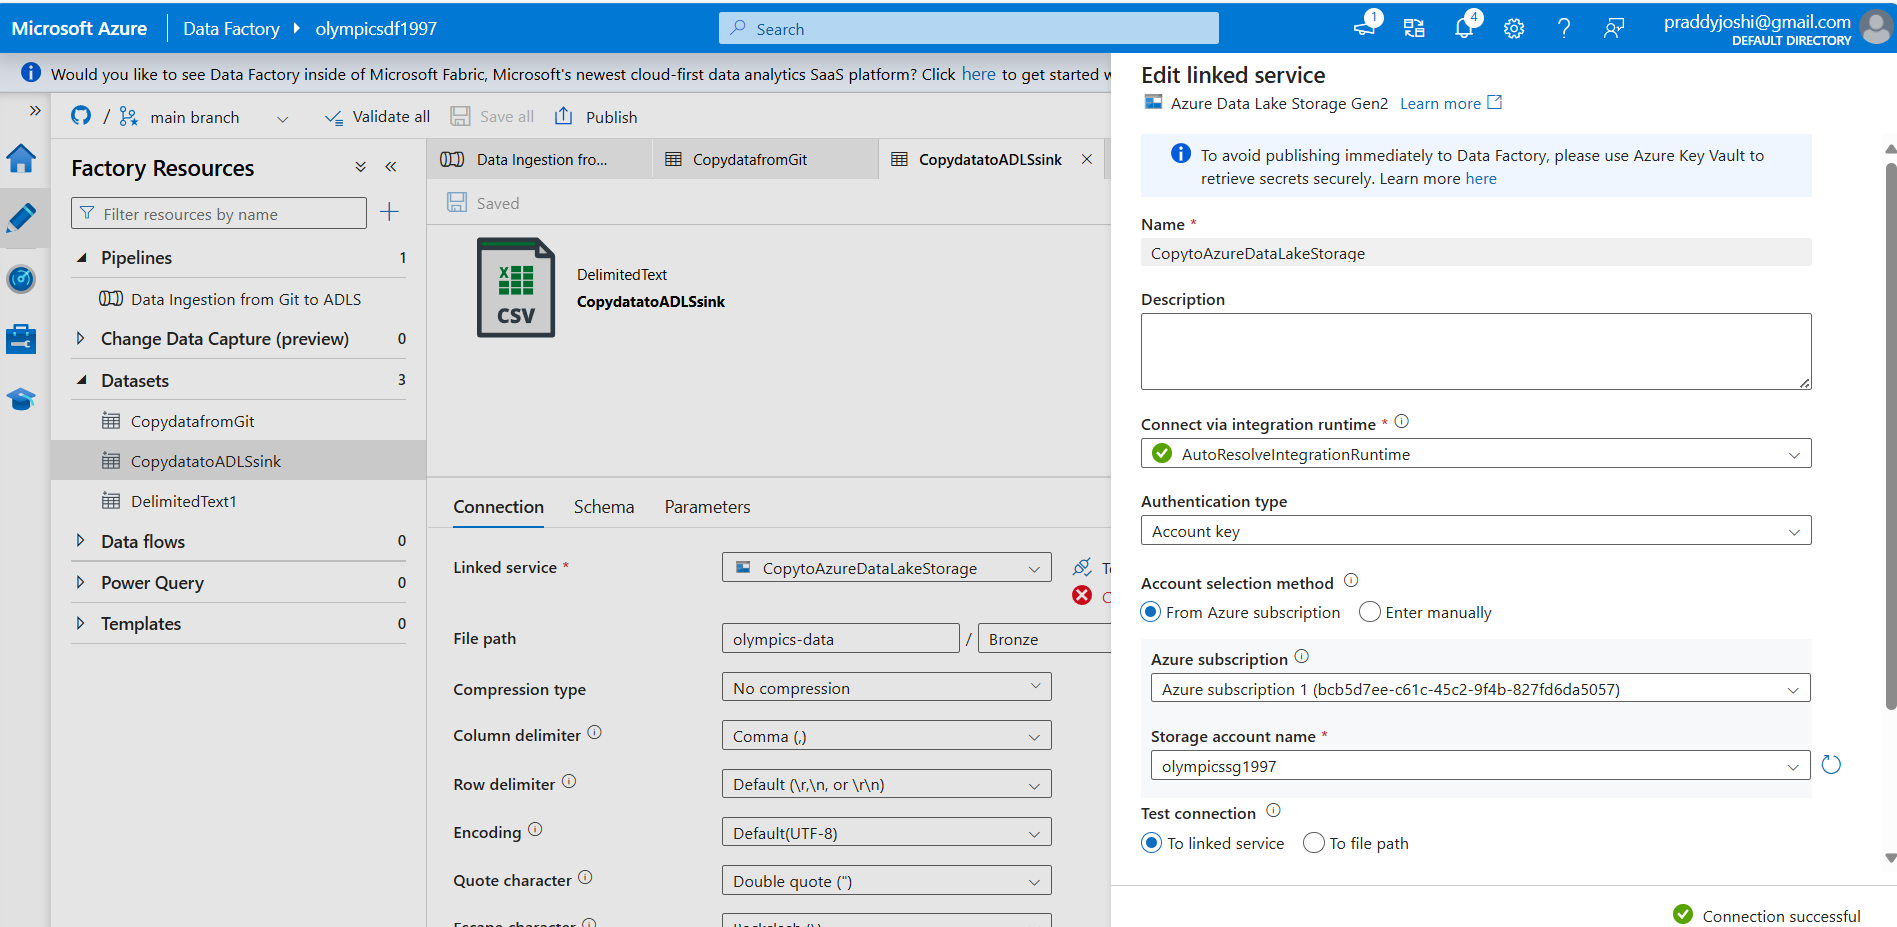 Microsoft Azure
Data Factory
olympicsdf1997
Search
1
4
praddyjoshi@gmail.com
DEFAULT DIRECTORY
Would you like to see Data Factory inside of Microsoft Fabric, Microsoft's newest cloud-first data analytics SaaS platform? Click here to get started
/ main branch
Validate all
Save all
Publish
Factory Resources
Filter resources by name
Pipelines 1
Data Ingestion from Git to ADLS
Change Data Capture (preview) 0
Datasets 3
CopydatafromGit
CopydatatoADLSsink
DelimitedText1
Data flows 0
Power Query 0
Templates 0
Data Ingestion fro...
CopydatafromGit
CopydatatoADLSsink
Saved
X
CSV
DelimitedText
CopydatatoADLSsink
Connection
Schema
Parameters
Linked service *
CopytoAzureDataLakeStorage
File path
olympics-data / Bronze
Compression type
No compression
Column delimiter
Comma (,)
Row delimiter
Default (\r,\n, or \r\n)
Encoding
Default(UTF-8)
Quote character
Double quote (")
Edit linked service
Azure Data Lake Storage Gen2 Learn more
To avoid publishing immediately to Data Factory, please use Azure Key Vault to
retrieve secrets securely. Learn more here
Name *
CopytoAzureDataLakeStorage
Description
Connect via integration runtime *
AutoResolveIntegrationRuntime
Authentication type
Account key
Account selection method
From Azure subscription
Enter manually
Azure subscription
Azure subscription 1 (bcb5d7ee-c61c-45c2-9f4b-827fd6da5057)
Storage account name *
olympicssg1997
Test connection
To linked service
To file path
Connection successful